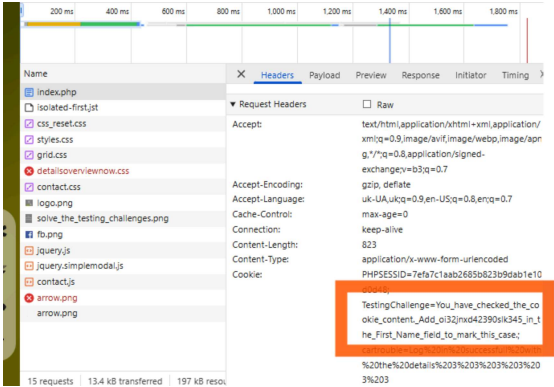 200 ms 400 ms 600 ms 800 ms 1,000 ms 1,200 ms 1,400 ms 1,600 ms 1,800 ms
Name
index.php
isolated-first.jst
css_reset.css
styles.css
grid.css
detailsoverviewnow.css
contact.css
logo.png
solve_the_testing_challenges.png
fb.png
jquery.js
jquery.simplemodal.js
contact.js
arrow.png
arrow.png
15 requests 13.4 kB transferred 197 kB resou
Headers Payload Preview Response Initiator Timing
Request Headers Raw
Accept: text/html,application/xhtml+xml,application/
xml;q=0.9,image/avif,image/webp,image/apn
g,*/*;q=0.8,application/signed-
exchange;v=b3;q=0.7
Accept-Encoding: gzip, deflate
Accept-Language: uk-UA,uk;q=0.9,en-US;q=0.8,en;q=0.7
Cache-Control: max-age=0
Connection: keep-alive
Content-Length: 823
Content-Type: application/x-www-form-urlencoded
Cookie: PHPSESSID=7efa7c1aab2685b823b9dab1e10
TestingChallenge=You_have_checked_the_co
okie_content._Add_oi32jnxd42390slk345_in_t
he_First_Name_field_to_mark_this_case.;
%20the%20details%203%203%203%203%20
3%203